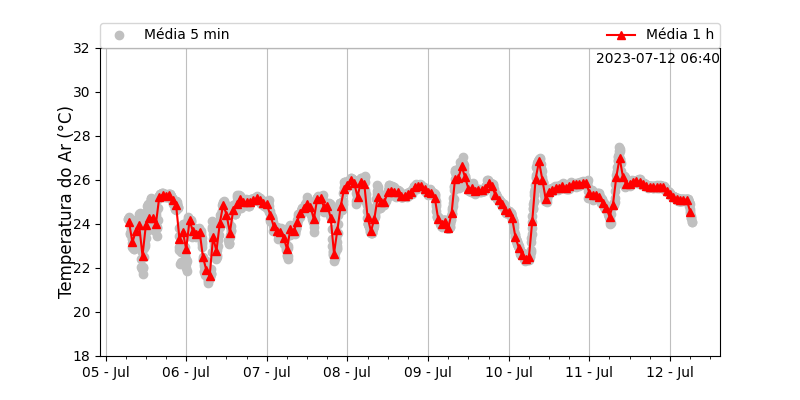 Média 5 min
Média 1 h
2023-07-12 06:40
Temperatura do Ar (°C)
32
30
28
26
24
22
20
18
05 - Jul
06 - Jul
07 - Jul
08 - Jul
09 - Jul
10 - Jul
11 - Jul
12 - Jul